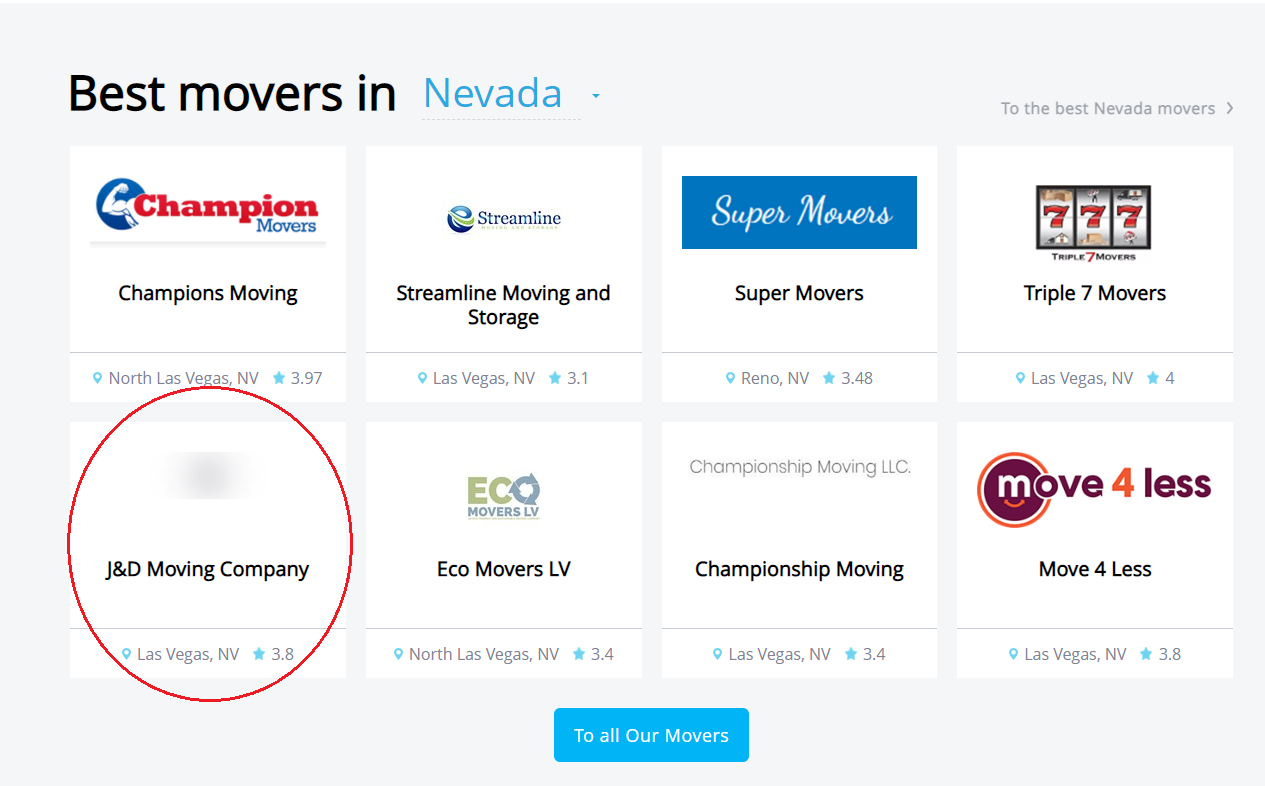 Best movers in Nevada
To the best Nevada movers
Champion
Movers
Streamline
MOVING AND STORAGE
Super Movers
7 7 7
TRIPLE7MOVERS
Champions Moving
Streamline Moving and
Storage
Super Movers
Triple 7 Movers
North Las Vegas, NV 3.97
Las Vegas, NV 3.1
Reno, NV 3.48
Las Vegas, NV 4
ECO
MOVERS LV
Championship Moving LLC.
move 4 less
J&D Moving Company
Eco Movers LV
Championship Moving
Move 4 Less
Las Vegas, NV 3.8
North Las Vegas, NV 3.4
Las Vegas, NV 3.4
Las Vegas, NV 3.8
To all Our Movers